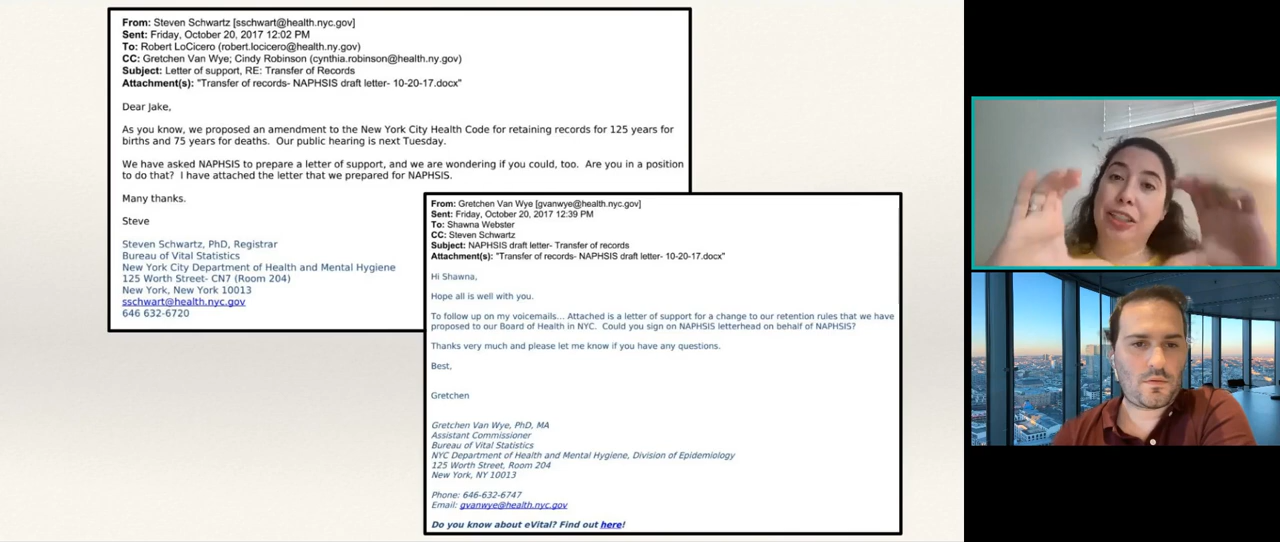 From: Steven Schwartz [sschwart@health.nyc.gov]
Sent: Friday, October 20, 2017 12:02 PM
To: Robert LoCicero (robert.locicero@health.ny.gov)
CC: Gretchen Van Wye; Cindy Robinson (cynthia.robinson@health.ny.gov)
Subject: Letter of support, RE: Transfer of Records
Attachment(s): "Transfer of records- NAPHSIS draft letter- 10-20-17.docx"
Dear Jake,
As you know, we proposed an amendment to the New York City Health Code for retaining records for 125 years for
births and 75 years for deaths.  Our public hearing is next Tuesday.
We have asked NAPHSIS to prepare a letter of support, and we are wondering if you could, too.  Are you in a position
to do that?  I have attached the letter that we prepared for NAPHSIS.
Many thanks.
Steve
Steven Schwartz, PhD, Registrar
Bureau of Vital Statistics
New York City Department of Health and Mental Hygiene
125 Worth Street- CN7 (Room 204)
New York, New York 10013
sschwart@health.nyc.gov
646 632-6720
From: Gretchen Van Wye [gvanwye@health.nyc.gov]
Sent: Friday, October 20, 2017 12:39 PM
To: Shawna Webster
CC: Steven Schwartz
Subject: NAPHSIS draft letter- Transfer of records
Attachment(s): "Transfer of records- NAPHSIS draft letter- 10-20-17.docx"
Hi Shawna,
Hope all is well with you.
To follow up on my voicemails... Attached is a letter of support for a change to our retention rules that we have
proposed to our Board of Health in NYC.  Could you sign on NAPHSIS letterhead on behalf of NAPHSIS?
Thanks very much and please let me know if you have any questions.
Best,
Gretchen
Gretchen Van Wye, PhD, MA
Assistant Commissioner
Bureau of Vital Statistics
NYC Department of Health and Mental Hygiene, Division of Epidemiology
125 Worth Street, Room 204
New York, NY 10013
Phone: 646-632-6747
Email: gvanwye@health.nyc.gov
Do you know about eVital? Find out here!